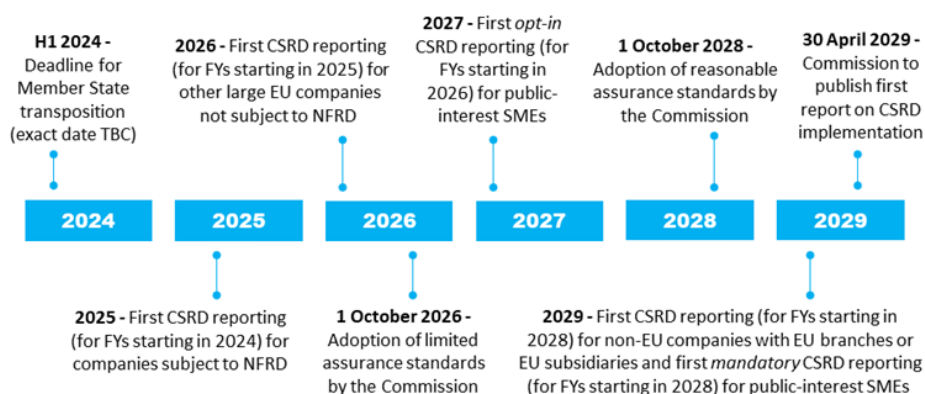 H1 2024 -
Deadline for
Member State
transposition
(exact date TBC)
2026 - First CSRD reporting
(for FYs starting in 2025) for
other large EU companies
not subject to NFRD
2027 - First opt-in
CSRD reporting (for
FYs starting in
2026) for public-
interest SMEs
1 October 2028 -
Adoption of reasonable
assurance standards by
the Commission
30 April 2029 -
Commission to
publish first
report on CSRD
implementation
2024
2025
2026
2027
2028
2029
2025 - First CSRD reporting
(for FYs starting in 2024) for
companies subject to NFRD
1 October 2026 -
Adoption of limited
assurance standards
by the Commission
2029 - First CSRD reporting (for FYs starting in
2028) for non-EU companies with EU branches or
EU subsidiaries and first mandatory CSRD reporting
(for FYs starting in 2028) for public-interest SMEs